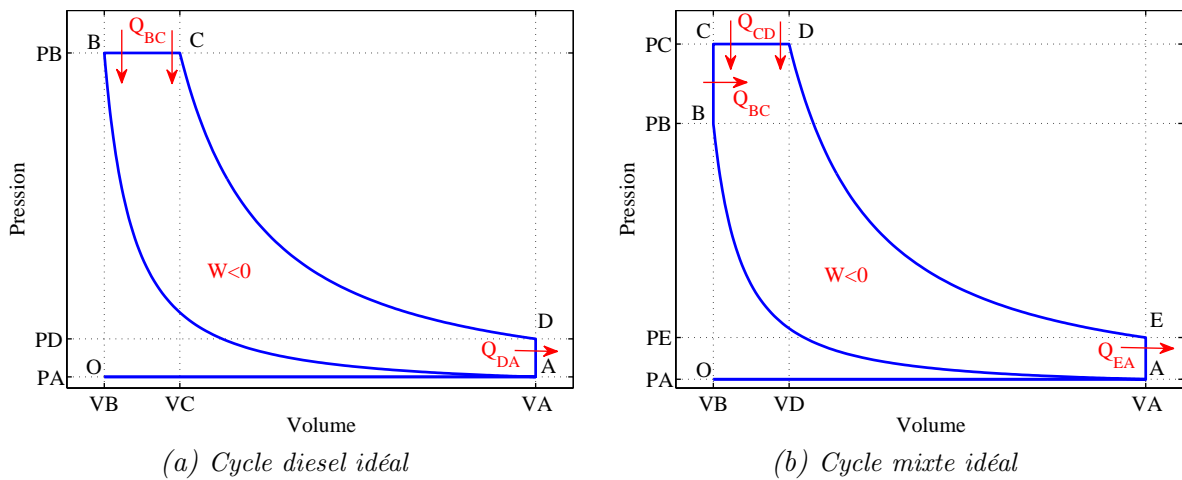 PB
B
Q_BC
C
Pression
W<0
PD
D
Q_DA
O
A
PA
VB
VC
VA
Volume
(a) Cycle diesel idéal
PC
C
Q_CD
D
Q_BC
PB
B
Pression
W<0
PE
E
Q_EA
O
A
PA
VB
VD
VA
Volume
(b) Cycle mixte idéal